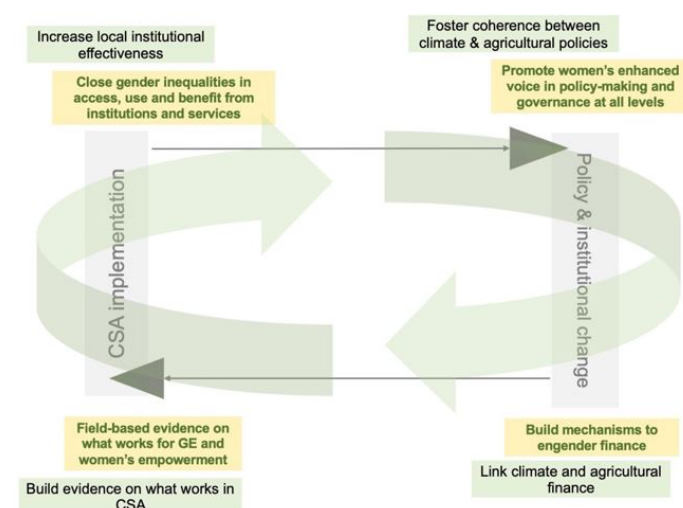 Increase local institutional
effectiveness
Close gender inequalities in
access, use and benefit from
institutions and services
Foster coherence between
climate & agricultural policies
Promote women's enhanced
voice in policy-making and
governance at all levels
CSA implementation
Policy & institutional change
Field-based evidence on
what works for GE and
women's empowerment
Build evidence on what works in
CSA
Build mechanisms to
engender finance
Link climate and agricultural
finance